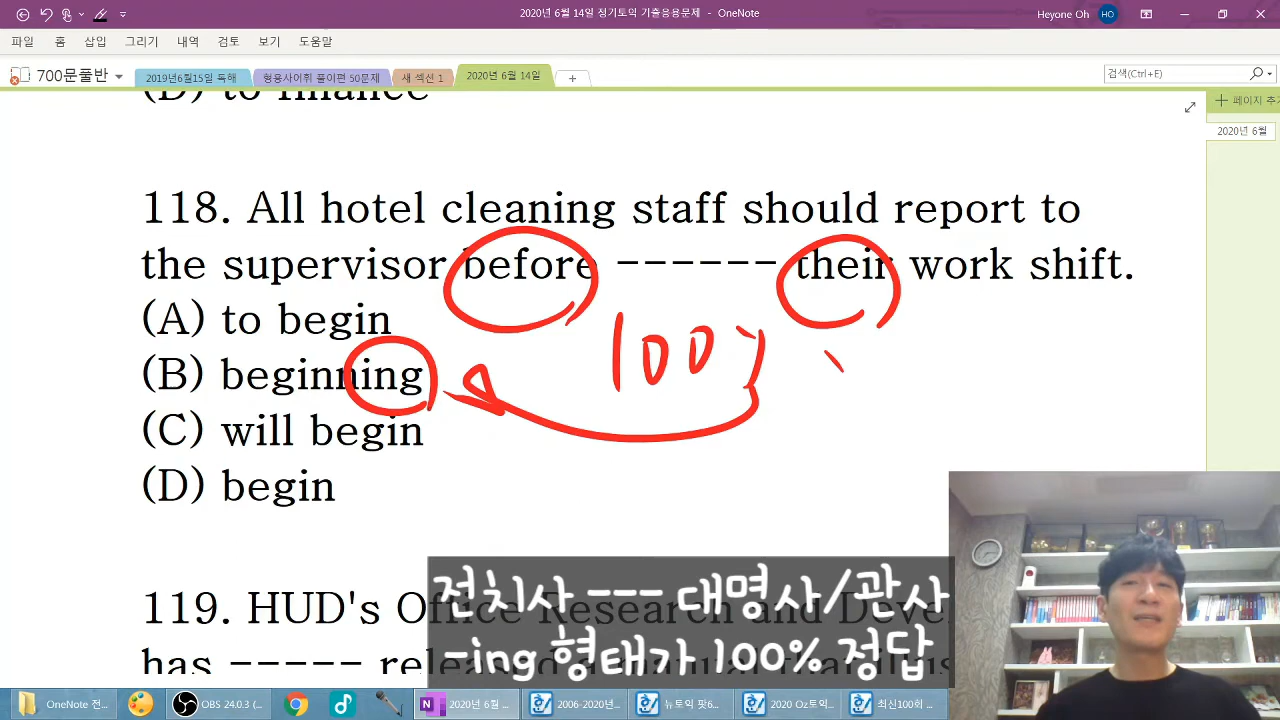 2020년 6월 14일 정기토익 기출응용문제 - OneNote
Heyone Oh
HO
파일 홈 삽입 그리기 내역 검토 보기 도움말
700문풀반
2019년6월15일 독해
형용사어휘 풀이편 50문제
새 섹션 1
2020년 6월 14일
+
검색(Ctrl+E)
페이지 추가
2020년 6월
(D) to finance
118. All hotel cleaning staff should report to
the supervisor before ------ their work shift.
(A) to begin
(B) beginning
100%
(C) will begin
(D) begin
119. HUD's Office Research and Devel
has ----- released a manual that illus
전치사 --- 대명사/관사
-ing 형태가 100% 정답
OneNote 전...
OBS 24.0.3 (...
2020년 6월 ...
2006-2020년...
뉴토익 팟6...
2020 Oz토익...
최신100회 ...